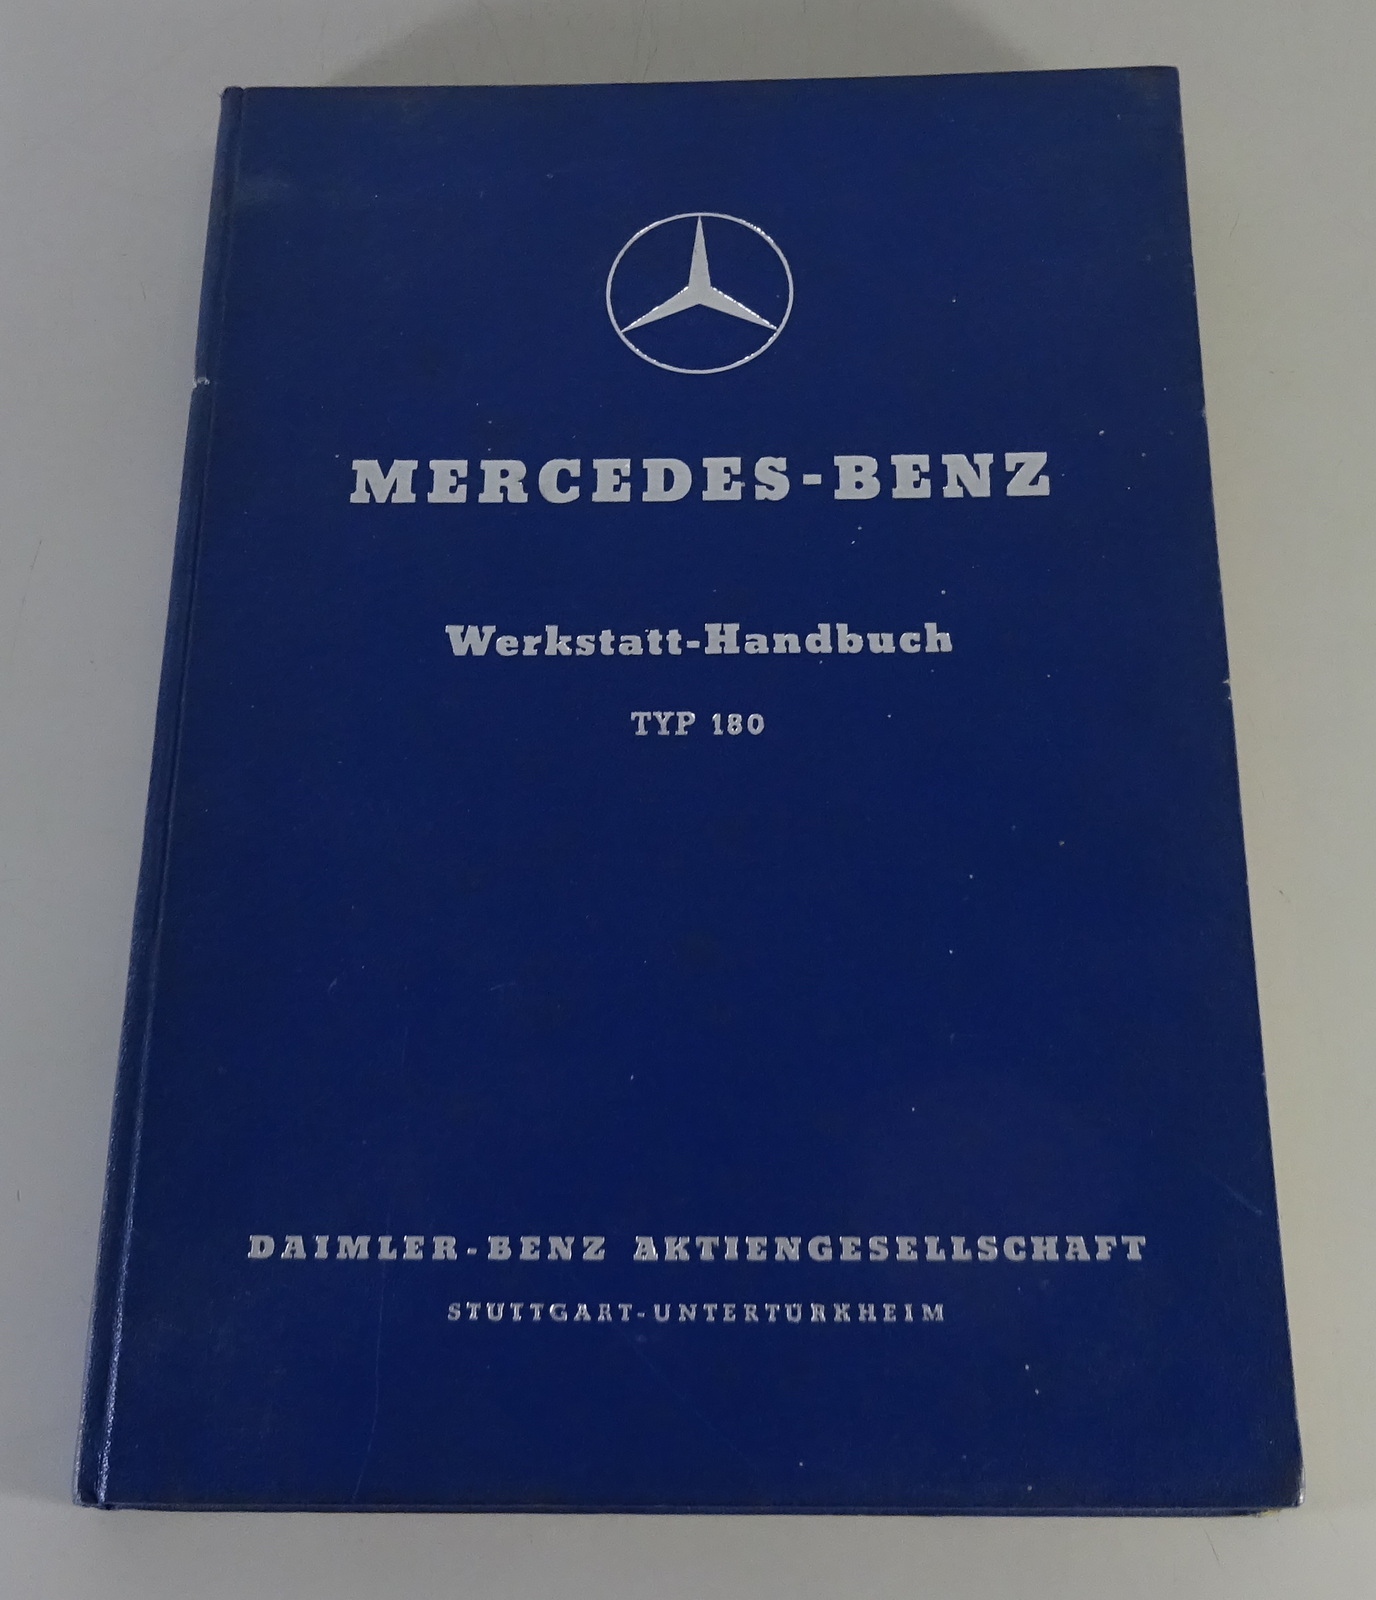 MERCEDES-BENZ
Werkstatt-Handbuch
TYP 180
DAIMLER-BENZ AKTIENGESELLSCHAFT
STUTTGART-UNTERTÜRKHEIM